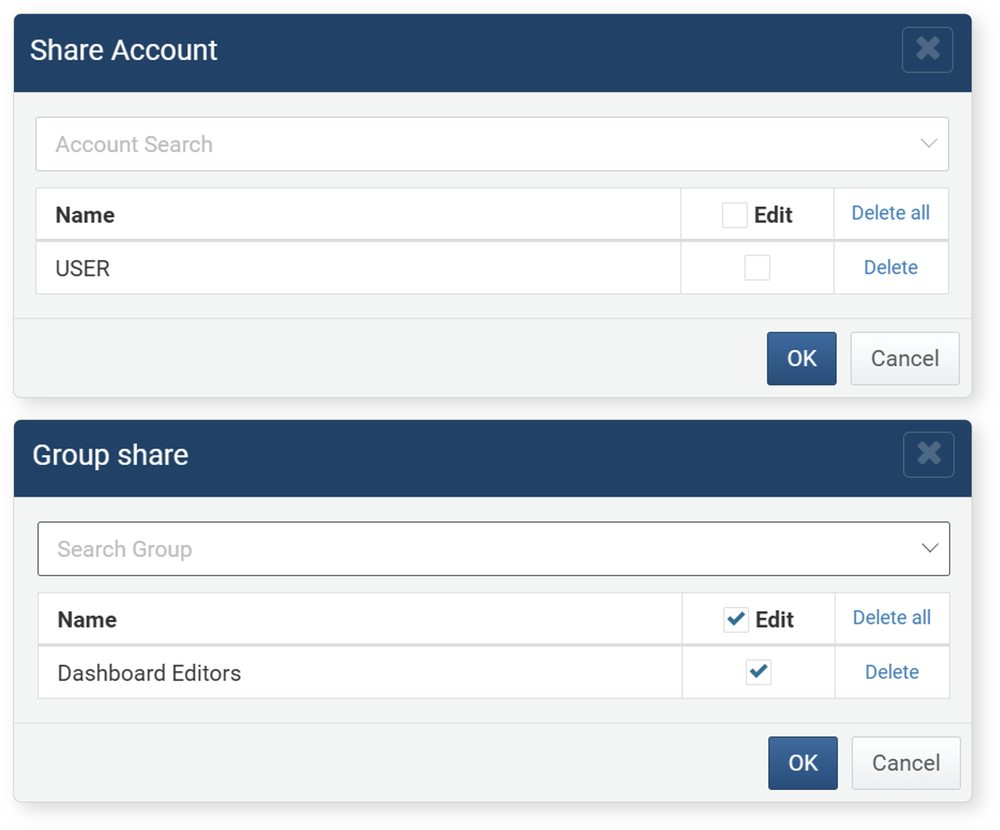 Share Account
Account Search
Name Edit Delete all
USER Delete
OK Cancel
Group share
Search Group
Name Edit Delete all
Dashboard Editors Delete
OK Cancel